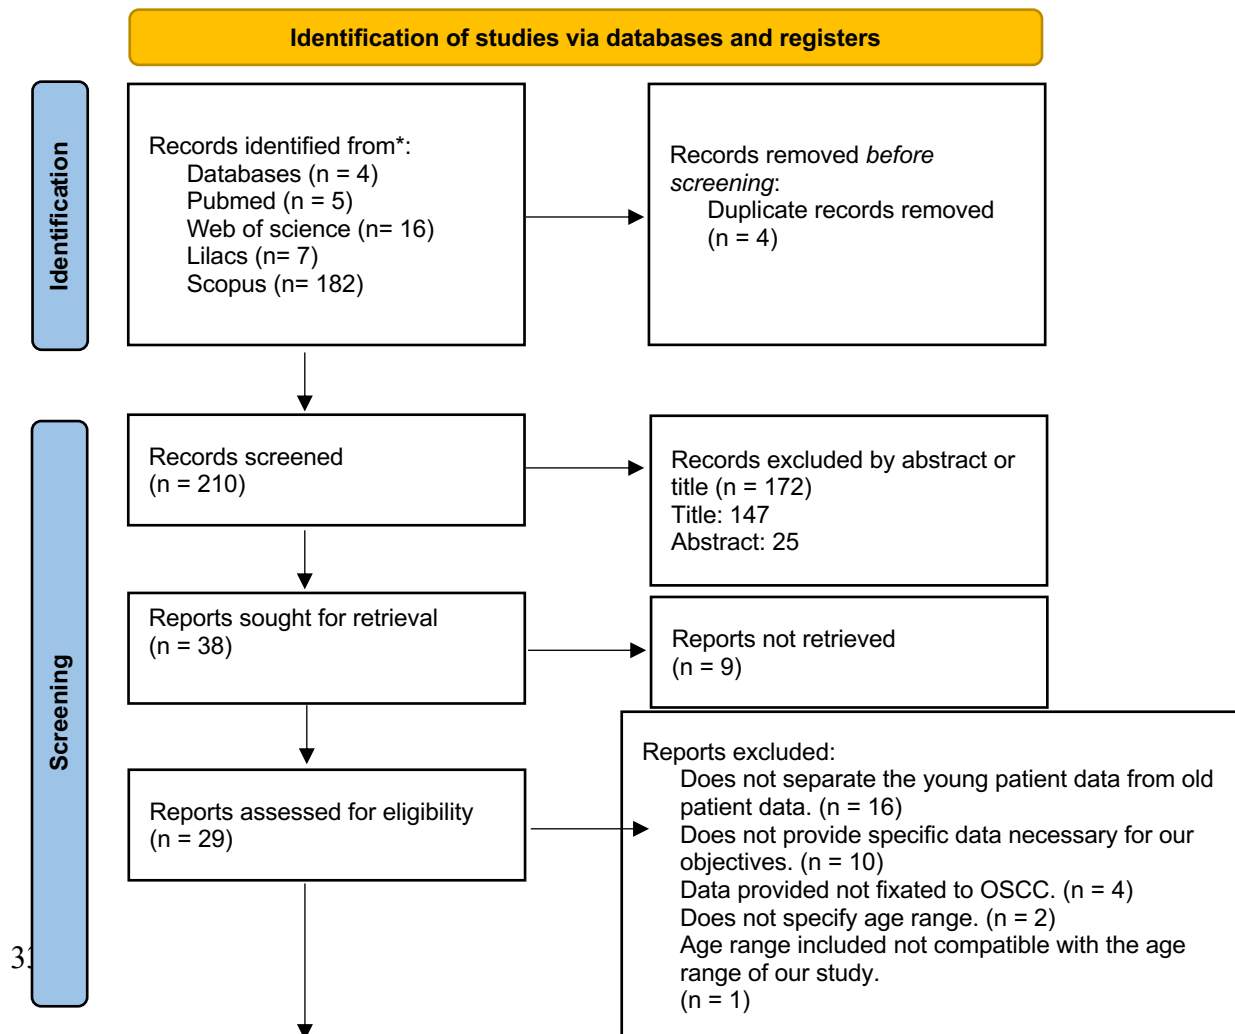 Identification of studies via databases and registers
Identification
Records identified from*:
Databases (n = 4)
Pubmed (n = 5)
Web of science (n= 16)
Lilacs (n= 7)
Scopus (n= 182)
Records removed before
screening:
Duplicate records removed
(n = 4)
Screening
Records screened
(n = 210)
Records excluded by abstract or
title (n = 172)
Title: 147
Abstract: 25
Reports sought for retrieval
(n = 38)
Reports not retrieved
(n = 9)
Reports assessed for eligibility
(n = 29)
Reports excluded:
Does not separate the young patient data from old
patient data. (n = 16)
Does not provide specific data necessary for our
objectives. (n = 10)
Data provided not fixated to OSCC. (n = 4)
Does not specify age range. (n = 2)
Age range included not compatible with the age
range of our study.
(n = 1)